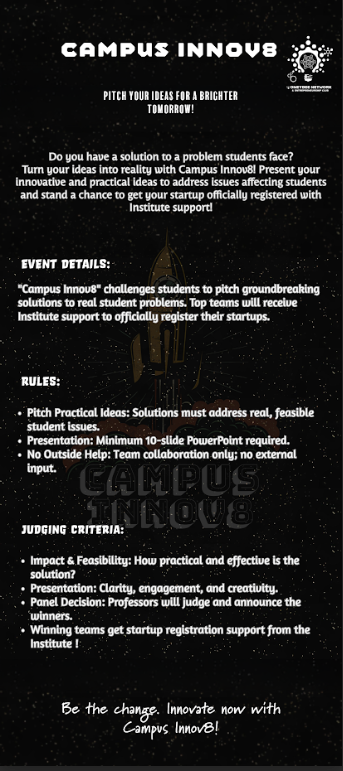 CAMPUS INNOV8
NETWORK
& ENTREPRENEURSHIP CLUB
PITCH YOUR IDEAS FOR A BRIGHTER
TOMORROW!
Do you have a solution to a problem students face?
Turn your ideas into reality with Campus Innov8! Present your
innovative and practical ideas to address issues affecting students
and stand a chance to get your startup officially registered with
Institute support!
EVENT DETAILS:
"Campus Innov8" challenges students to pitch groundbreaking
solutions to real student problems. Top teams will receive
Institute support to officially register their startups.
RULES:
• Pitch Practical Ideas: Solutions must address real, feasible
student issues.
• Presentation: Minimum 10-slide PowerPoint required.
• No Outside Help: Team collaboration only; no external
input.
CAMPUS
INNOV8
JUDGING CRITERIA:
• Impact & Feasibility: How practical and effective is the
solution?
• Presentation: Clarity, engagement, and creativity.
• Panel Decision: Professors will judge and announce the
winners.
• Winning teams get startup registration support from the
Institute !
Be the change. Innovate now with
Campus Innov8!